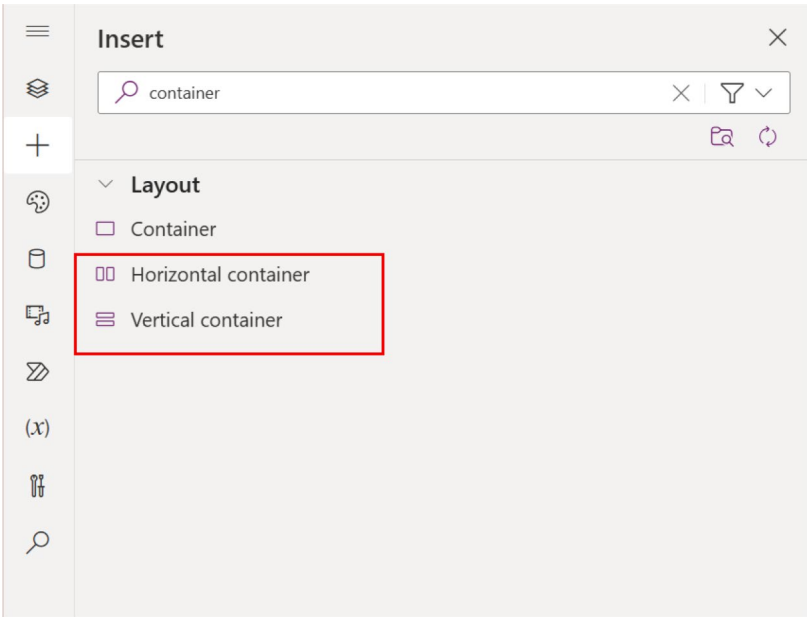 Insert
container
Layout
Container
Horizontal container
Vertical container
(x)